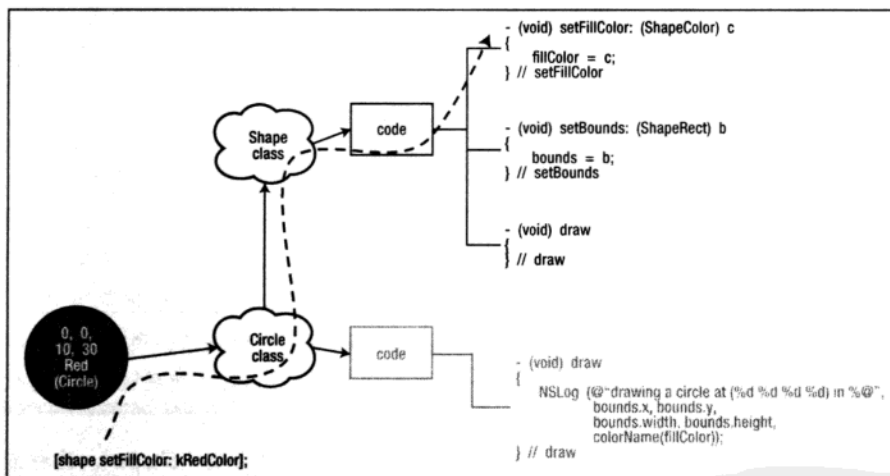 - (void) setFillColor: (ShapeColor) c
{
fillColor = c;
} // setFillColor
Shape
class
code
- (void) setBounds: (ShapeRect) b
{
bounds = b;
} // setBounds
- (void) draw
{
} // draw
0, 0,
10, 30
Red
(Circle)
Circle
class
code
- (void) draw
{
NSLog (@"drawing a circle at (%d %d %d %d) in %@",
bounds.x, bounds.y,
bounds.width, bounds.height,
colorName(fillColor));
} // draw
[shape setFillColor: kRedColor];